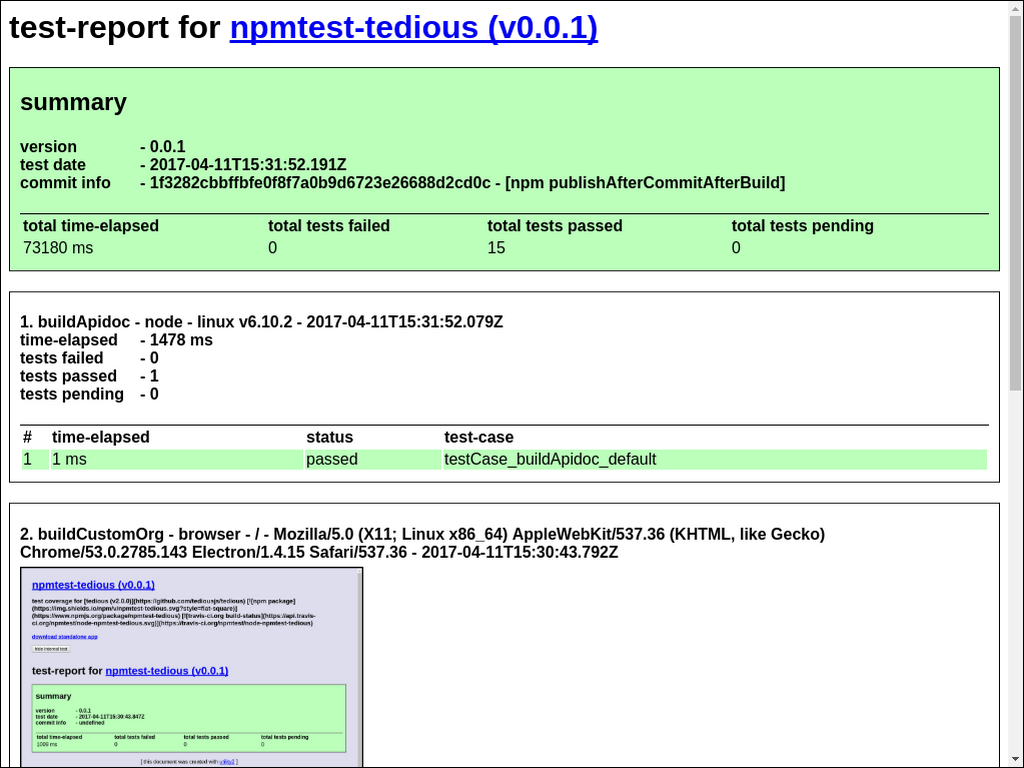 test-report for npmtest-tedious (v0.0.1)
summary
version - 0.0.1
test date - 2017-04-11T15:31:52.191Z
commit info - 1f3282cbbffbfe0f8f7a0b9d6723e26688d2cd0c - [npm publishAfterCommitAfterBuild]
total time-elapsed total tests failed total tests passed total tests pending
73180 ms 0 15 0
1. buildApidoc - node - linux v6.10.2 - 2017-04-11T15:31:52.079Z
time-elapsed - 1478 ms
tests failed - 0
tests passed - 1
tests pending - 0
# time-elapsed status test-case
1 1 ms passed testCase_buildApidoc_default
2. buildCustomOrg - browser - / - Mozilla/5.0 (X11; Linux x86_64) AppleWebKit/537.36 (KHTML, like Gecko)
Chrome/53.0.2785.143 Electron/1.4.15 Safari/537.36 - 2017-04-11T15:30:43.792Z
npmtest-tedious (v0.0.1)
test coverage for [tedious (v2.0.0)](https://github.com/tediousjs/tedious) [![npm package]
(https://img.shields.io/npm/v/npmtest-tedious.svg?style=flat-square)]
(https://www.npmjs.org/package/npmtest-tedious) [![travis-ci.org build-status](https://api.travis-
ci.org/npmtest/node-npmtest-tedious.svg)](https://travis-ci.org/npmtest/node-npmtest-tedious)
download standalone app
hide internal test
test-report for npmtest-tedious (v0.0.1)
summary
version - 0.0.1
test date - 2017-04-11T15:30:43.847Z
commit info - undefined
total time-elapsed total tests failed total tests passed total tests pending
1009 ms 0 0 0
[ this document was created with utility2 ]